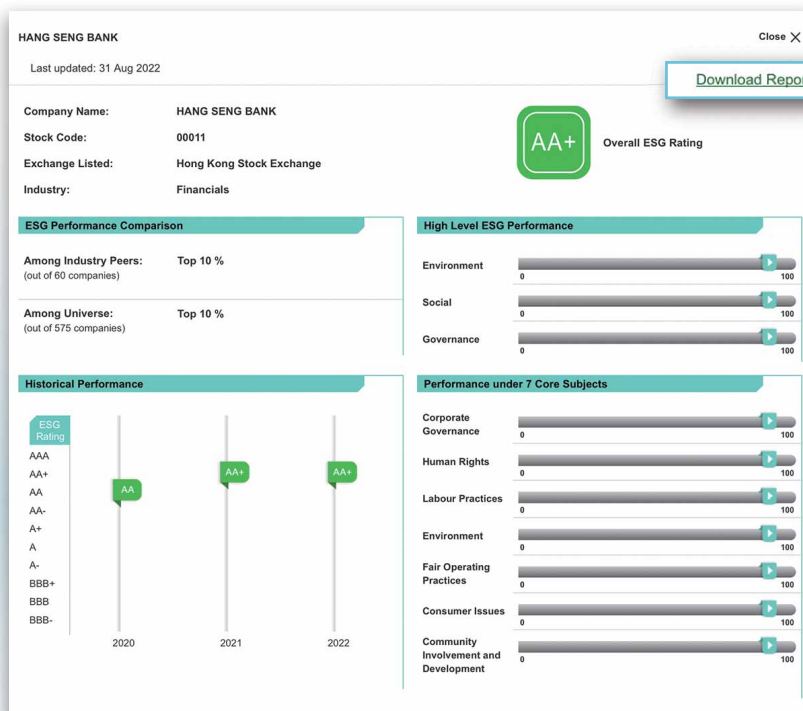 HANG SENG BANK
Close X
Last updated: 31 Aug 2022
Download Repor
Company Name: HANG SENG BANK
Stock Code: 00011
Exchange Listed: Hong Kong Stock Exchange
Industry: Financials
AA+
Overall ESG Rating
ESG Performance Comparison
Among Industry Peers: Top 10 %
(out of 60 companies)
Among Universe: Top 10 %
(out of 575 companies)
High Level ESG Performance
Environment
0 100
Social
0 100
Governance
0 100
Historical Performance
ESG
Rating
AAA
AA+
AA
AA-
A+
A
A-
BBB+
BBB
BBB-
AA
AA+
AA+
2020 2021 2022
Performance under 7 Core Subjects
Corporate
Governance
0 100
Human Rights
0 100
Labour Practices
0 100
Environment
0 100
Fair Operating
Practices
0 100
Consumer Issues
0 100
Community
Involvement and
Development
0 100